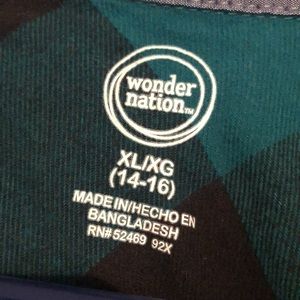 wonder
nation™
XL/XG
(14-16)
MADE IN/HECHO EN
BANGLADESH
RN# 52469 92X